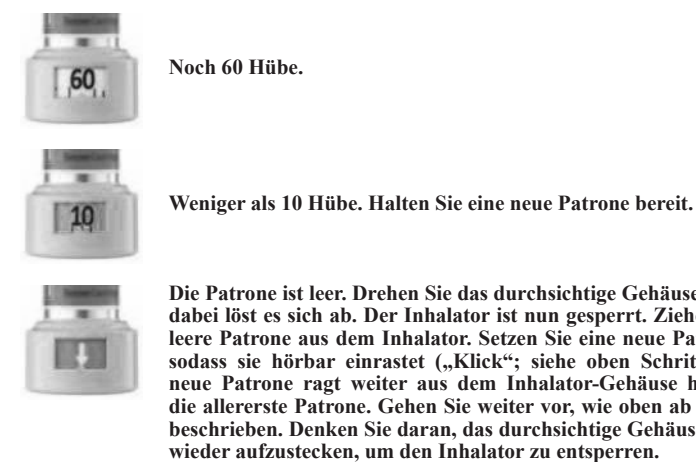 60
Noch 60 Hübe.
10
Weniger als 10 Hübe. Halten Sie eine neue Patrone bereit.
Die Patrone ist leer. Drehen Sie das durchsichtige Gehäuse
dabei löst es sich ab. Der Inhalator ist nun gesperrt. Ziehe
leere Patrone aus dem Inhalator. Setzen Sie eine neue Pa
sodass sie hörbar einrastet („Klick“; siehe oben Schrit
neue Patrone ragt weiter aus dem Inhalator-Gehäuse h
die allererste Patrone. Gehen Sie weiter vor, wie oben ab
beschrieben. Denken Sie daran, das durchsichtige Gehäus
wieder aufzustecken, um den Inhalator zu entsperren.